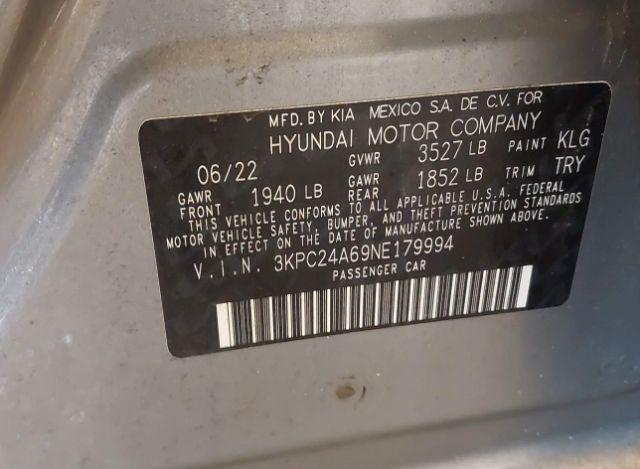 MFD. BY KIA MEXICO S.A. DE C.V. FOR
HYUNDAI MOTOR COMPANY
06/22 GVWR 3527 LB PAINT KLG
GAWR FRONT 1940 LB GAWR REAR 1852 LB TRIM TRY
THIS VEHICLE CONFORMS TO ALL APPLICABLE U.S.A. FEDERAL
MOTOR VEHICLE SAFETY, BUMPER, AND THEFT PREVENTION STANDARDS
IN EFFECT ON THE DATE OF MANUFACTURE SHOWN ABOVE.
V.I.N. 3KPC24A69NE179994
PASSENGER CAR